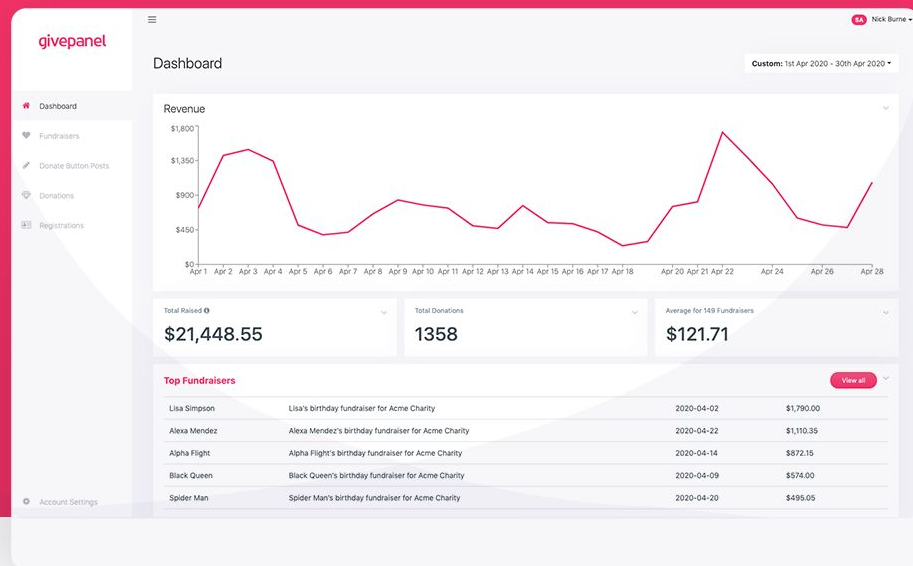 SA Nick Burne
givepanel
Dashboard
Custom: 1st Apr 2020 - 30th Apr 2020
Dashboard
Fundraisers
Donate Button Posts
Donations
Registrations
Account Settings
Revenue
$1,800
$1,350
$900
$450
$0
Apr 1 Apr 2 Apr 3 Apr 4 Apr 5 Apr 6 Apr 7 Apr 8 Apr 9 Apr 10 Apr 11 Apr 12 Apr 13 Apr 14 Apr 15 Apr 16 Apr 17 Apr 18 Apr 20 Apr 21 Apr 22 Apr 24 Apr 26 Apr 28
Total Raised
$21,448.55
Total Donations
1358
Average for 149 Fundraisers
$121.71
Top Fundraisers View all
Lisa Simpson Lisa's birthday fundraiser for Acme Charity 2020-04-02 $1,790.00
Alexa Mendez Alexa Mendez's birthday fundraiser for Acme Charity 2020-04-22 $1,110.35
Alpha Flight Alpha Flight's birthday fundraiser for Acme Charity 2020-04-14 $872.15
Black Queen Black Queen's birthday fundraiser for Acme Charity 2020-04-09 $574.00
Spider Man Spider Man's birthday fundraiser for Acme Charity 2020-04-20 $495.05